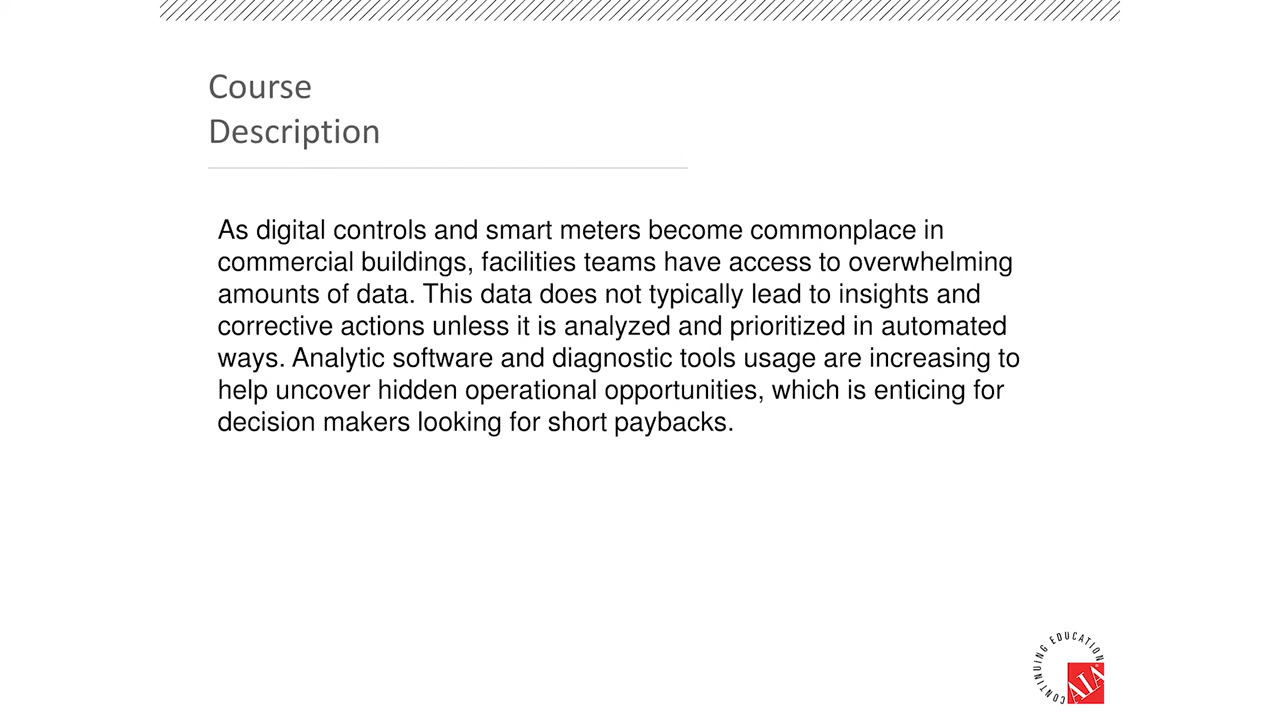 Course
Description
As digital controls and smart meters become commonplace in
commercial buildings, facilities teams have access to overwhelming
amounts of data. This data does not typically lead to insights and
corrective actions unless it is analyzed and prioritized in automated
ways. Analytic software and diagnostic tools usage are increasing to
help uncover hidden operational opportunities, which is enticing for
decision makers looking for short paybacks.
CONTINUING EDUCATION
AIA